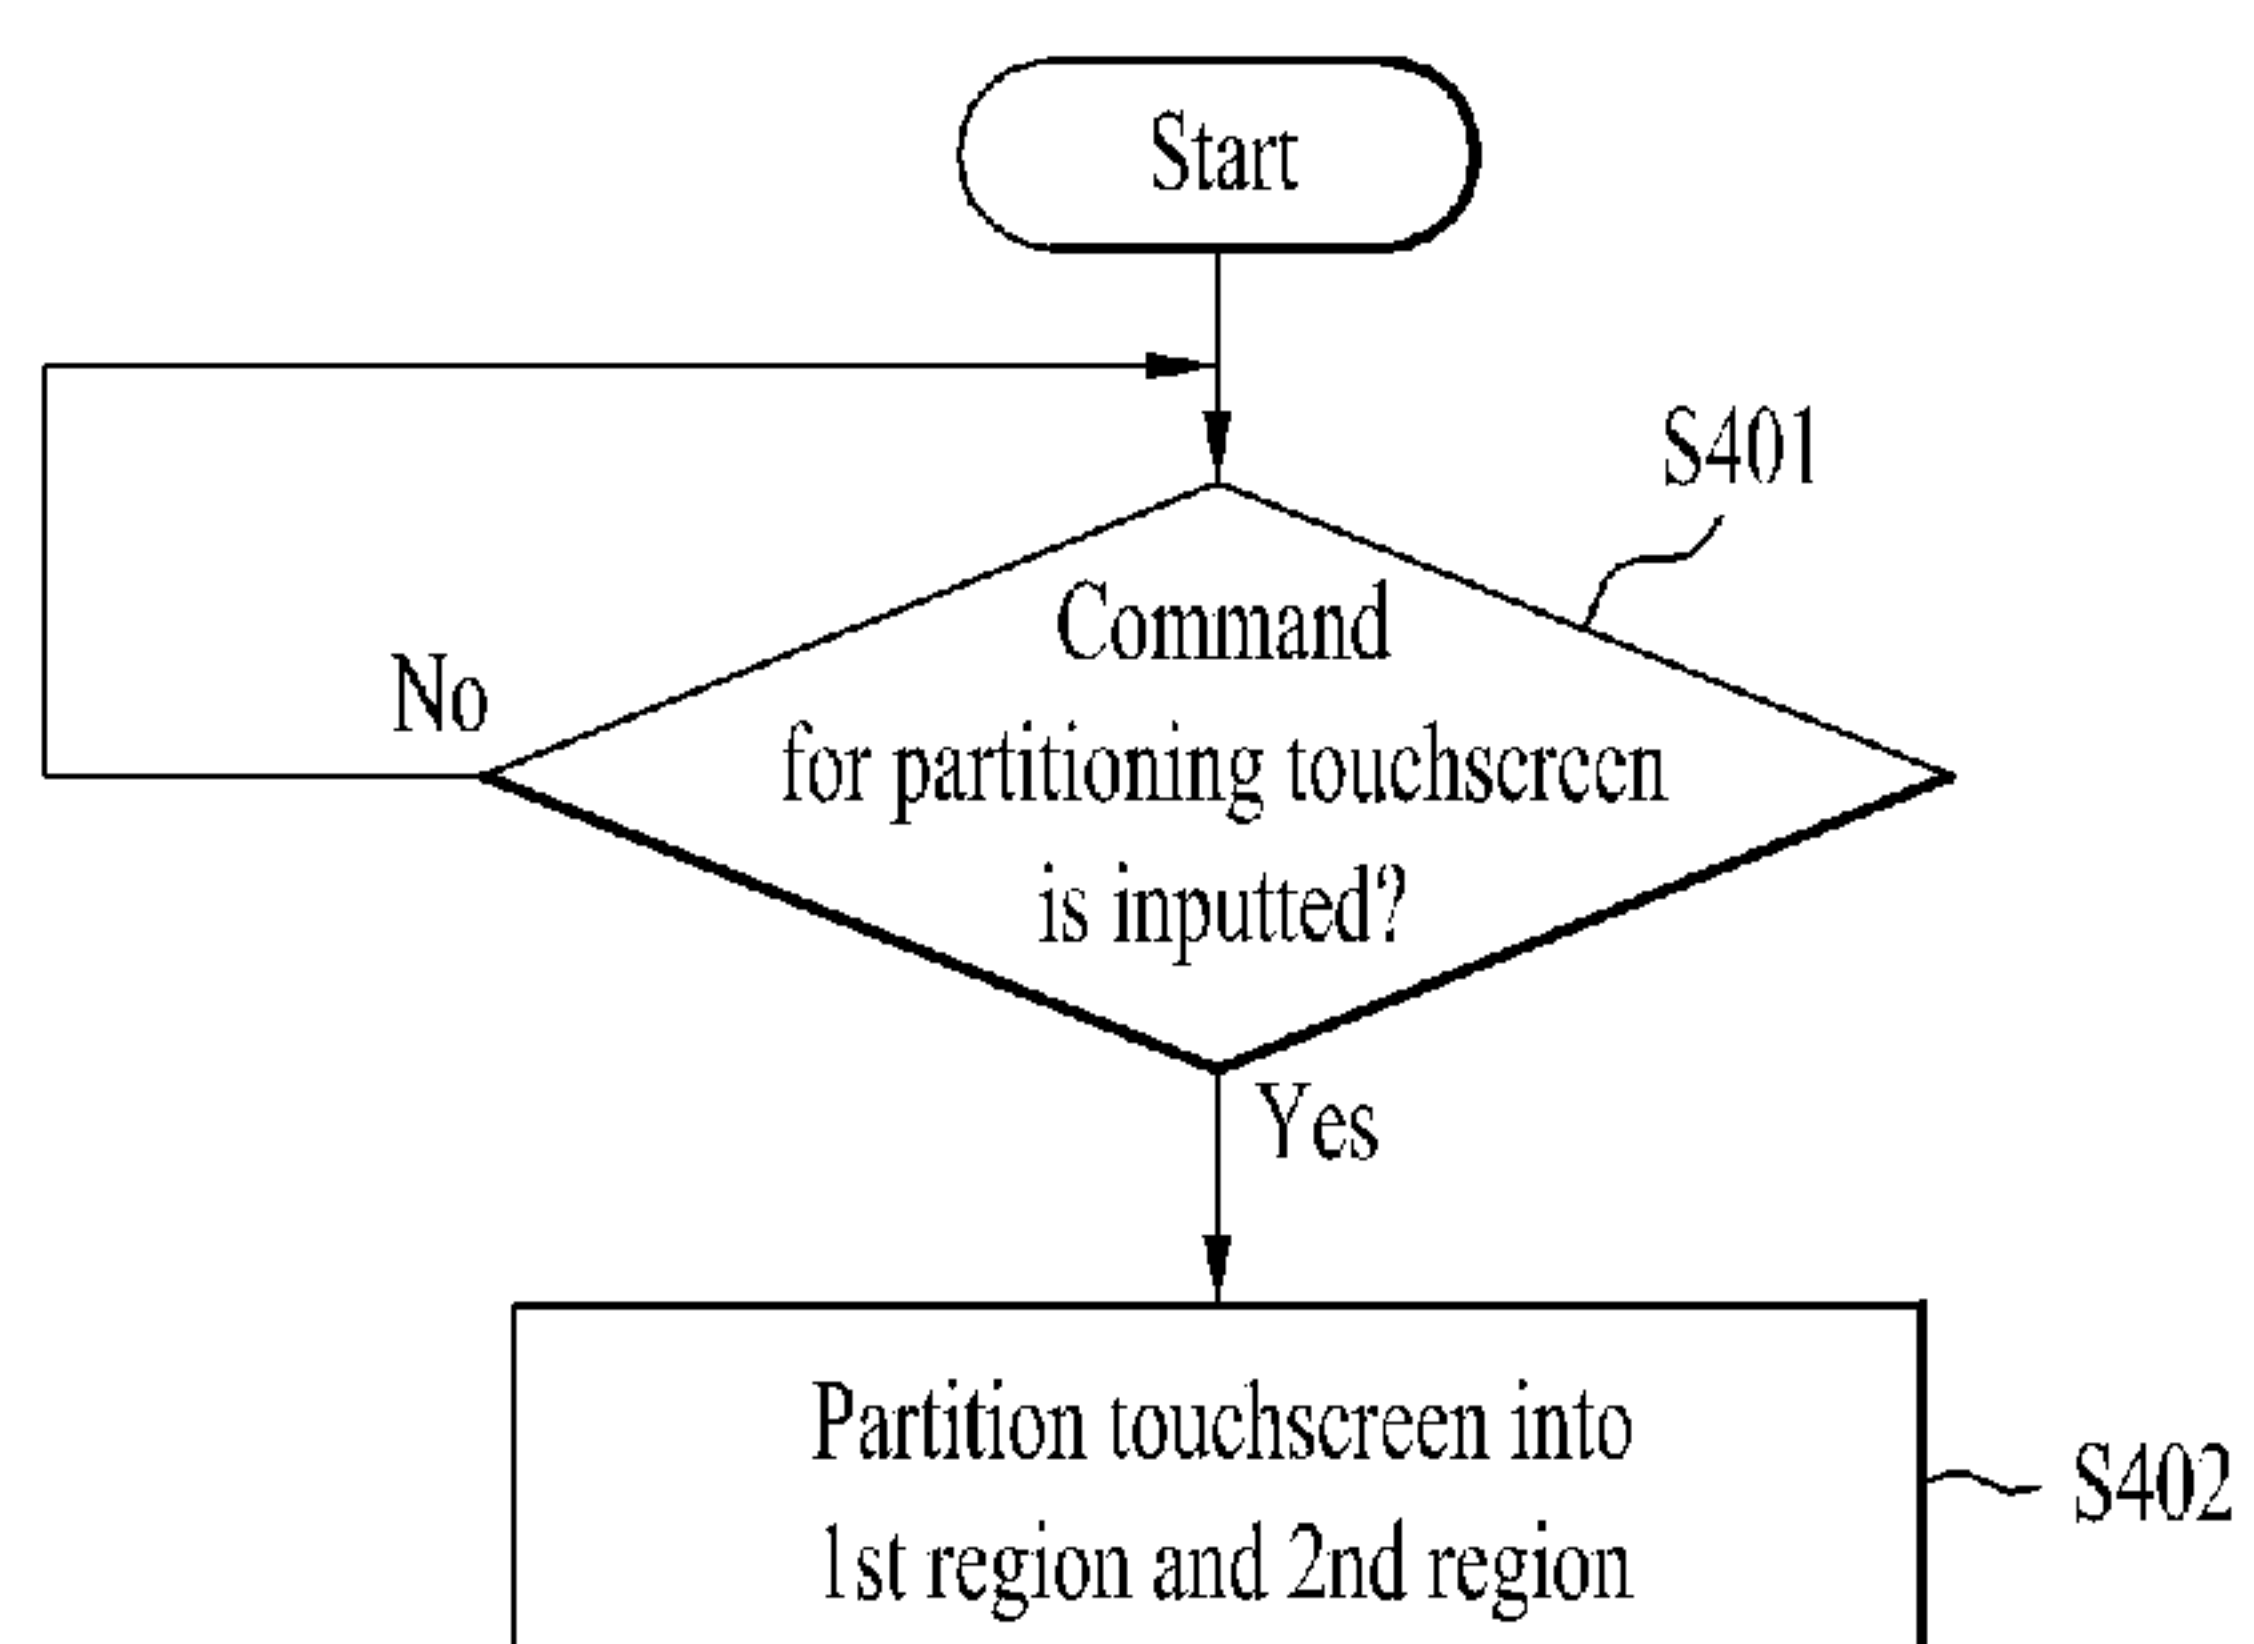 Start
S401
Command
for partitioning touchscreen
is inputted?
No
Yes
Partition touchscreen into
1st region and 2nd region
S402